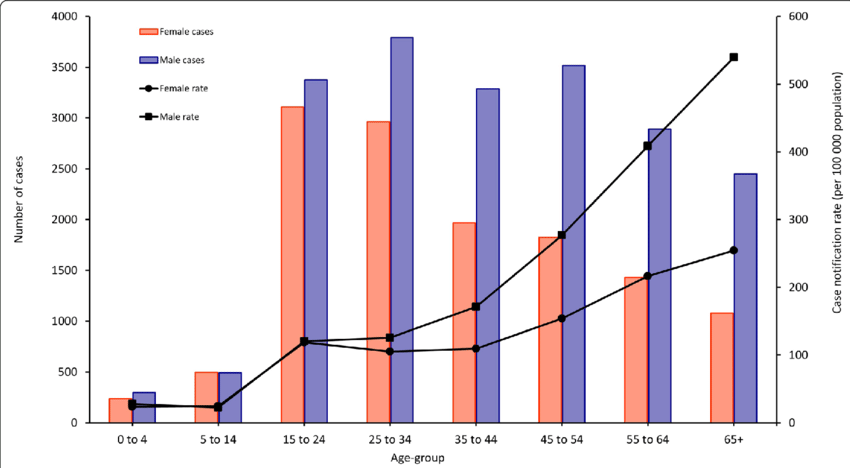 4000
3500
3000
2500
2000
1500
1000
500
0
Number of cases
Female cases
Male cases
Female rate
Male rate
600
500
400
300
200
100
0
Case notification rate (per 100 000 population)
0 to 4 5 to 14 15 to 24 25 to 34 35 to 44 45 to 54 55 to 64 65+
Age-group